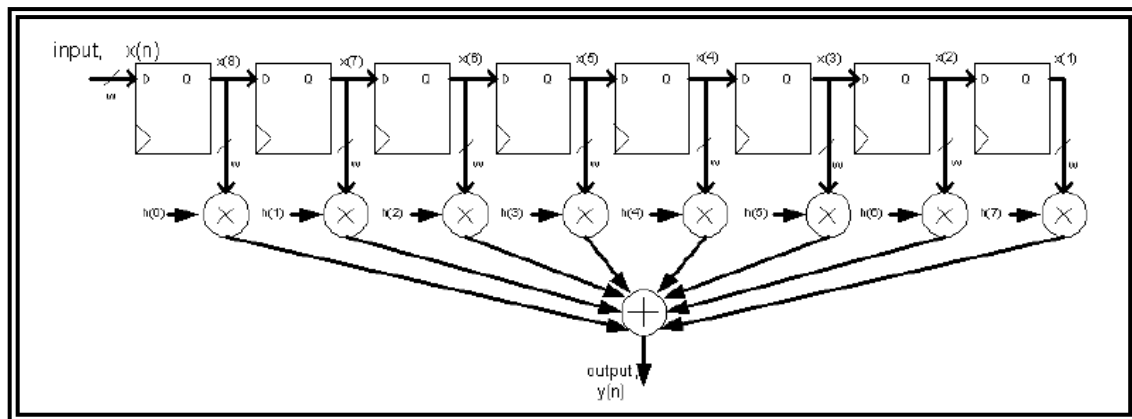 input, x(n)
x(8) x(7) x(6) x(5) x(4) x(3) x(2) x(1)
D Q D Q D Q D Q D Q D Q D Q D Q
w
w w w w w w w w
h(0) h(1) h(2) h(3) h(4) h(5) h(6) h(7)
output,
y(n)